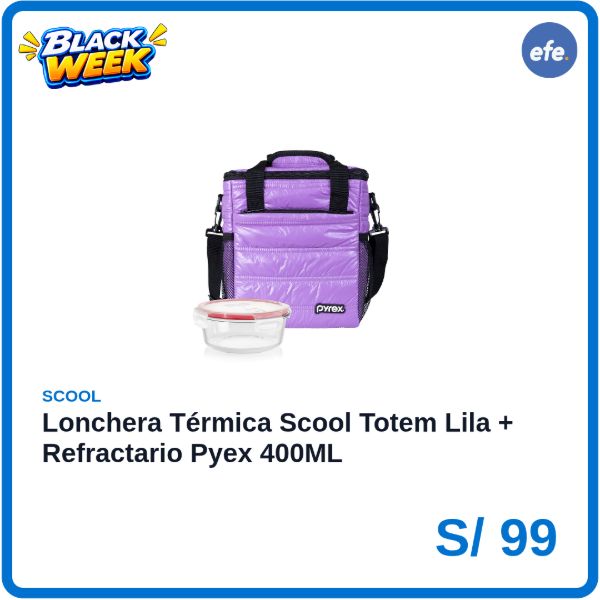 BLACK
WEEK
efe.
pyrex
SCOOL
Lonchera Térmica Scool Totem Lila +
Refractario Pyex 400ML
S/ 99